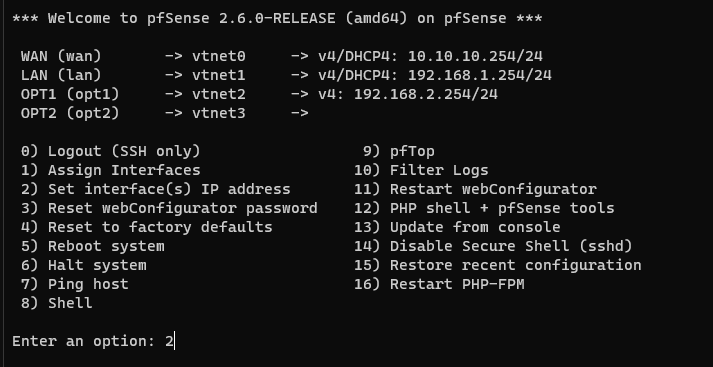 *** Welcome to pfSense 2.6.0-RELEASE (amd64) on pfSense ***
WAN (wan)       -> vtnet0     -> v4/DHCP4: 10.10.10.254/24
LAN (lan)       -> vtnet1     -> v4/DHCP4: 192.168.1.254/24
OPT1 (opt1)     -> vtnet2     -> v4: 192.168.2.254/24
OPT2 (opt2)     -> vtnet3     ->
0) Logout (SSH only)                  9) pfTop
1) Assign Interfaces                 10) Filter Logs
2) Set interface(s) IP address       11) Restart webConfigurator
3) Reset webConfigurator password    12) PHP shell + pfSense tools
4) Reset to factory defaults         13) Update from console
5) Reboot system                     14) Disable Secure Shell (sshd)
6) Halt system                       15) Restore recent configuration
7) Ping host                         16) Restart PHP-FPM
8) Shell
Enter an option: 2